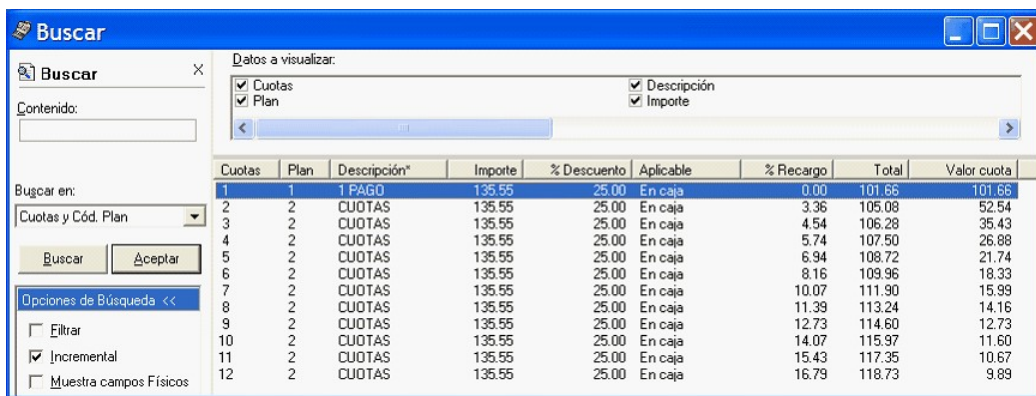 Buscar
Buscar
Contenido:
Buscar en:
Cuotas y Cód. Plan
Buscar Aceptar
Opciones de Búsqueda <<
Filtrar
Incremental
Muestra campos Físicos
Datos a visualizar:
Cuotas Descripción
Plan Importe
Cuotas Plan Descripción* Importe % Descuento Aplicable % Recargo Total Valor cuota
1 1 1 PAGO 135.55 25.00 En caja 0.00 101.66 101.66
2 2 CUOTAS 135.55 25.00 En caja 3.36 105.08 52.54
3 2 CUOTAS 135.55 25.00 En caja 4.54 106.28 35.43
4 2 CUOTAS 135.55 25.00 En caja 5.74 107.50 26.88
5 2 CUOTAS 135.55 25.00 En caja 6.94 108.72 21.74
6 2 CUOTAS 135.55 25.00 En caja 8.16 109.96 18.33
7 2 CUOTAS 135.55 25.00 En caja 10.07 111.90 15.99
8 2 CUOTAS 135.55 25.00 En caja 11.39 113.24 14.16
9 2 CUOTAS 135.55 25.00 En caja 12.73 114.60 12.73
10 2 CUOTAS 135.55 25.00 En caja 14.07 115.97 11.60
11 2 CUOTAS 135.55 25.00 En caja 15.43 117.35 10.67
12 2 CUOTAS 135.55 25.00 En caja 16.79 118.73 9.89